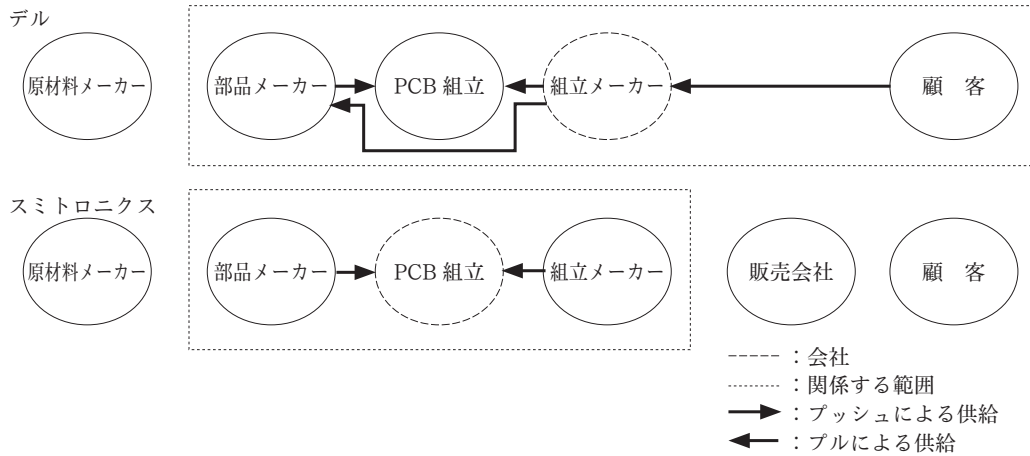 デル
原材料メーカー
部品メーカー
PCB 組立
組立メーカー
顧 客
スミトロニクス
原材料メーカー
部品メーカー
PCB 組立
組立メーカー
販売会社
顧 客
：会社
：関係する範囲
：プッシュによる供給
：プルによる供給